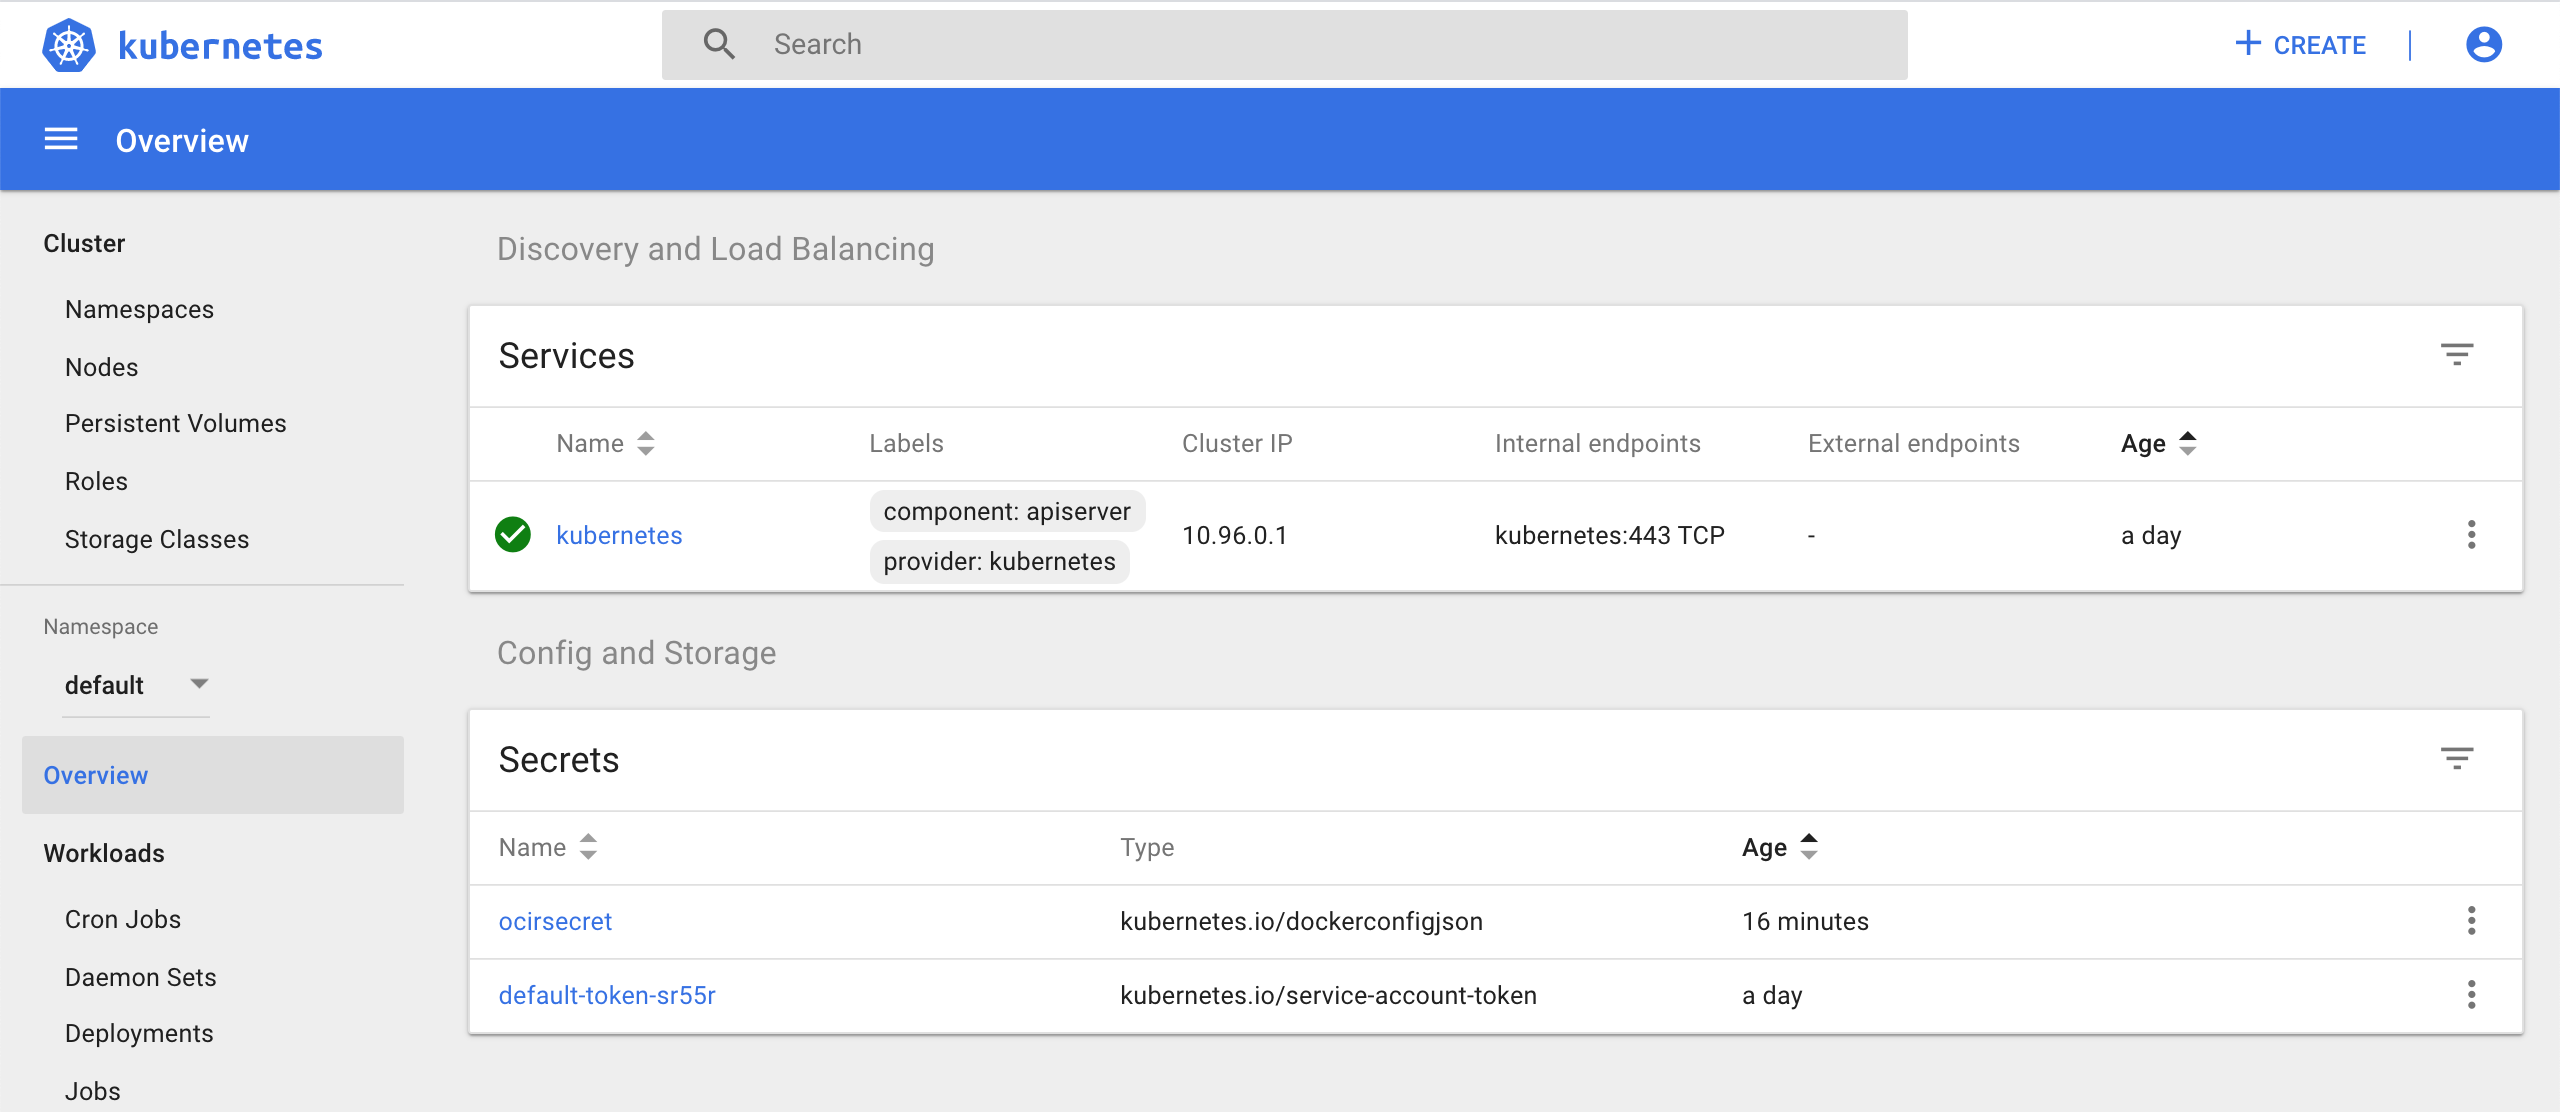 kubernetes
Search
CREATE
Overview
Cluster
Namespaces
Nodes
Persistent Volumes
Roles
Storage Classes
Namespace
default
Overview
Workloads
Cron Jobs
Daemon Sets
Deployments
Jobs
Discovery and Load Balancing
Services
Name Labels Cluster IP Internal endpoints External endpoints Age
kubernetes component: apiserver provider: kubernetes 10.96.0.1 kubernetes:443 TCP - a day
Config and Storage
Secrets
Name Type Age
ocirsecret kubernetes.io/dockerconfigjson 16 minutes
default-token-sr55r kubernetes.io/service-account-token a day